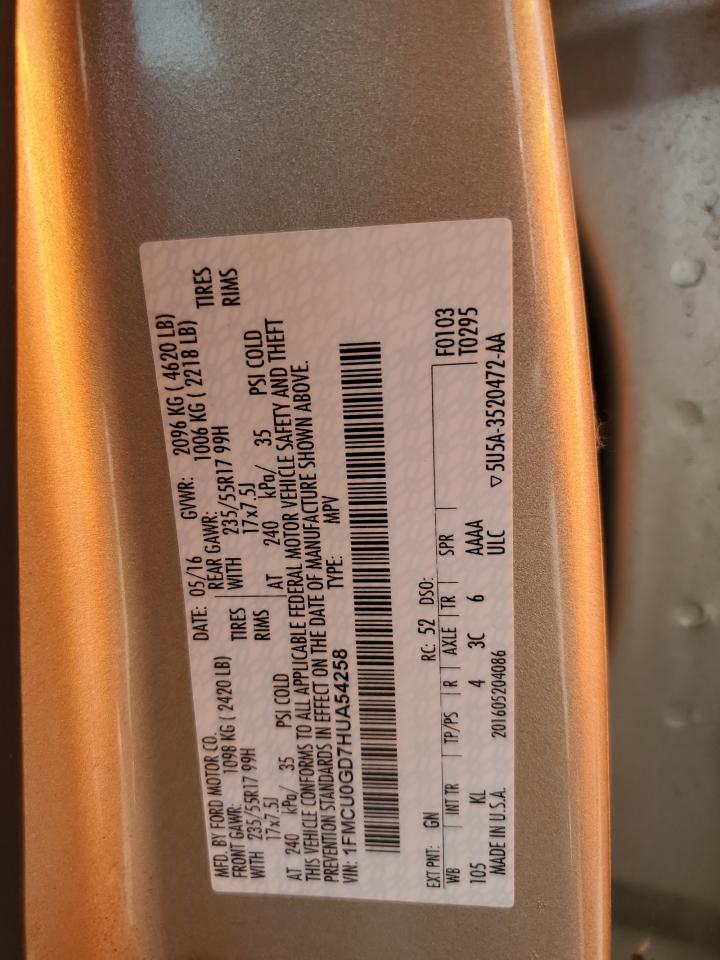 MFD. BY FORD MOTOR CO. DATE: 05/16 GVWR: 2096 KG ( 4620 LB)
FRONT GAWR: 1098 KG ( 2420 LB) REAR GAWR: 1006 KG ( 2218 LB)
WITH 235/55R17 99H TIRES WITH 235/55R17 99H TIRES
17x7.5J RIMS 17x7.5J RIMS
AT 240 kPa/ 35 PSI COLD AT 240 kPa/ 35 PSI COLD
THIS VEHICLE CONFORMS TO ALL APPLICABLE FEDERAL MOTOR VEHICLE SAFETY AND THEFT
PREVENTION STANDARDS IN EFFECT ON THE DATE OF MANUFACTURE SHOWN ABOVE.
VIN: 1FMCU0GD7HUA54258 TYPE: MPV
EXT PNT: GN RC: 52 DSO: F0103
WB INT TR TP/PS R AXLE TR SPR T0295
105 KL 4 3C 6 AAAA
MADE IN U.S.A. 201605204086 ULC ▽5U5A-3520472-AA